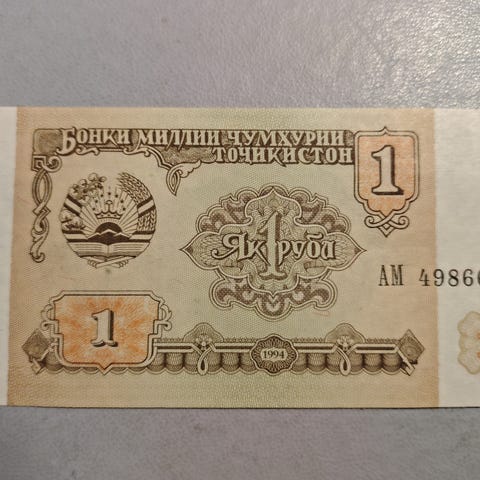 Бонки миллии Ҷумҳурии
Тоҷикистон
1
1
Як рубл
АМ 4986
1
1994